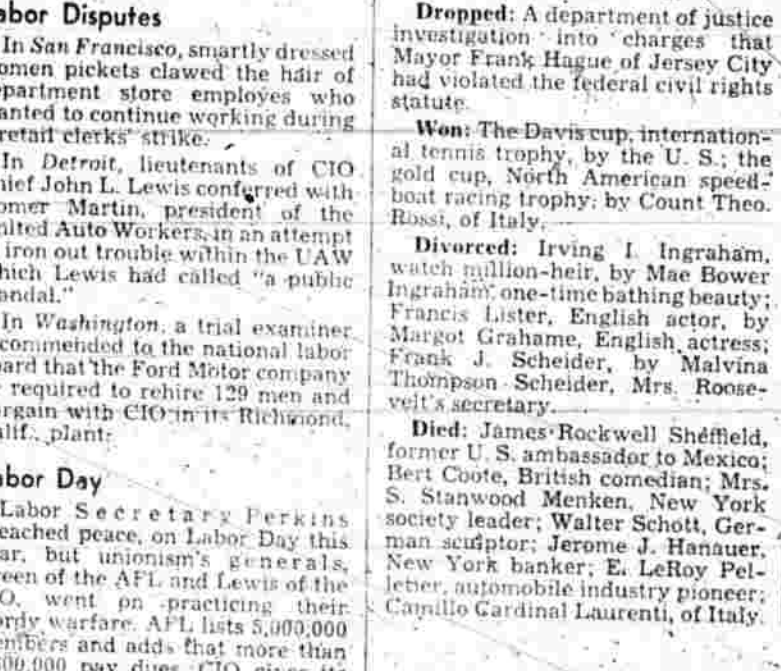 abor Disputes
In San Francisco, smartly dressed
omen pickets clawed the hair of
epartment store employes who
anted to continue working during
retail clerks' strike.
In Detroit, lieutenants of CIO
hief John L. Lewis conferred with
omer Martin, president of the
nited Auto Workers, in an attempt
iron out trouble within the UAW
hich Lewis had called "a public
andal."
In Washington, a trial examiner
commended to the national labor
oard that the Ford Motor company
required to rehire 129 men and
argain with CIO in its Richmond,
alif., plant.
abor Day
Labor Secretary Perkins
eached peace, on Labor Day this
ar, but unionism's generals,
reen of the AFL and Lewis of the
O, went on practicing their
ordy warfare. AFL lists 5,000,000
embers and adds that more than
00,000 pay dues. CIO gives its
Dropped: A department of justice
investigation into charges that
Mayor Frank Hague of Jersey City
had violated the federal civil rights
statute.
Won: The Davis cup, internation-
al tennis trophy, by the U. S.; the
gold cup, North American speed-
boat racing trophy, by Count Theo.
Rossi, of Italy.
Divorced: Irving I. Ingraham,
watch million-heir, by Mae Bower
Ingraham, one-time bathing beauty;
Francis Lister, English actor, by
Margot Grahame, English actress;
Frank J. Scheider, by Malvina
Thompson Scheider, Mrs. Roose-
velt's secretary.
Died: James Rockwell Sheffield,
former U. S. ambassador to Mexico;
Bert Coote, British comedian; Mrs.
S. Stanwood Menken, New York
society leader; Walter Schott, Ger-
man sculptor; Jerome J. Hanauer,
New York banker; E. LeRoy Pel-
letier, automobile industry pioneer;
Camillo Cardinal Laurenti, of Italy.